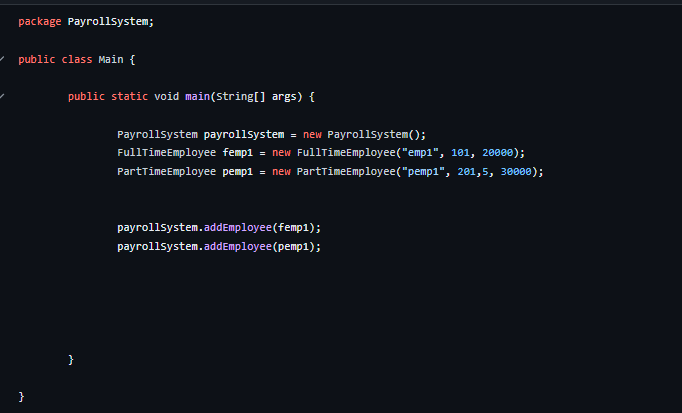 package PayrollSystem;
public class Main {
public static void main(String[] args) {
PayrollSystem payrollSystem = new PayrollSystem();
FullTimeEmployee femp1 = new FullTimeEmployee("emp1", 101, 20000);
PartTimeEmployee pemp1 = new PartTimeEmployee("pemp1", 201,5, 30000);
payrollSystem.addEmployee(femp1);
payrollSystem.addEmployee(pemp1);
}
}